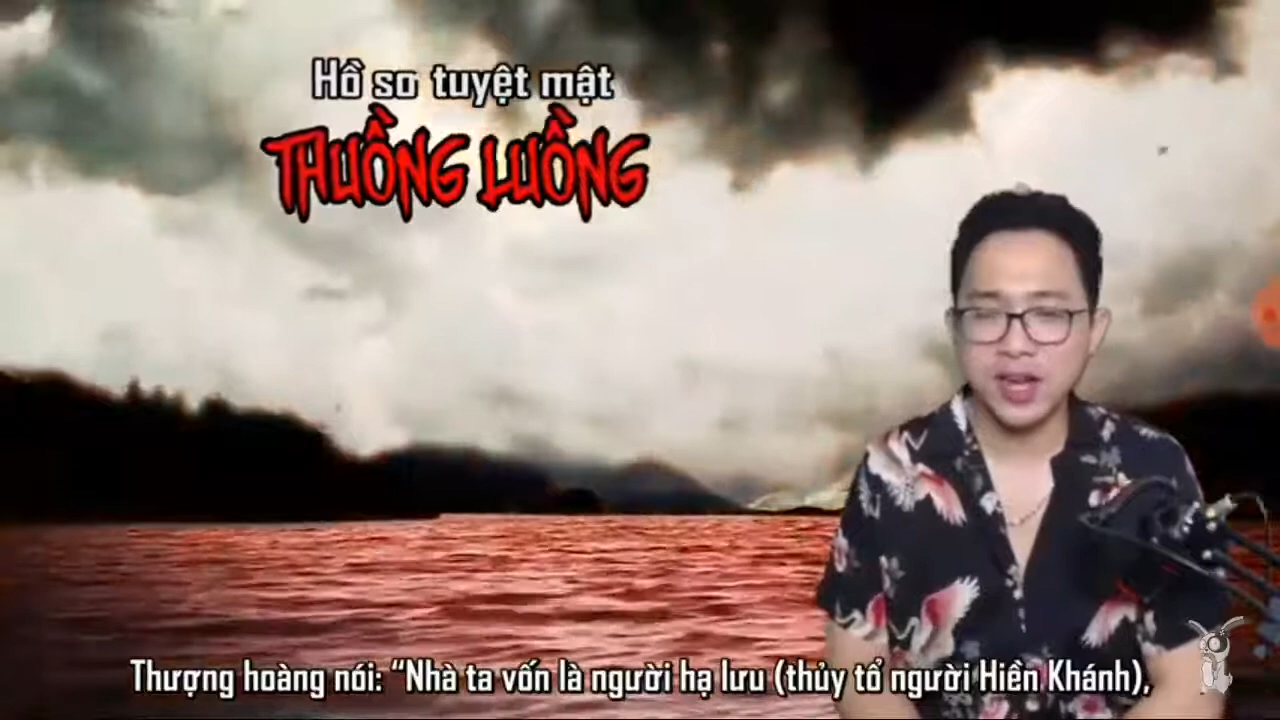 Hồ sơ tuyệt mật
THUỒNG LUỒNG
Thượng hoàng nói: “Nhà ta vốn là người hạ lưu (thủy tổ người Hiền Khánh),